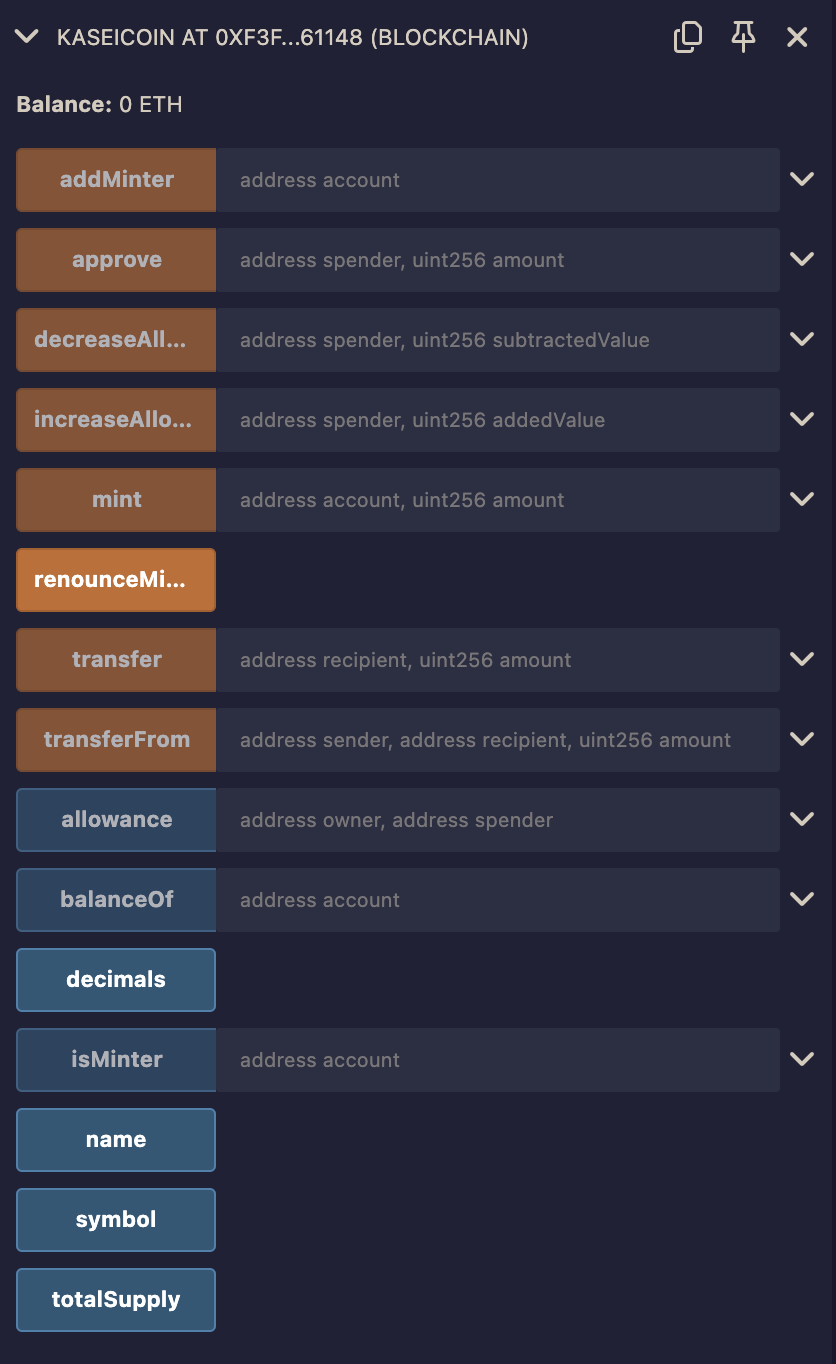 KASEICOIN AT 0XF3F...61148 (BLOCKCHAIN)
Balance: 0 ETH
addMinter address account
approve address spender, uint256 amount
decreaseAll... address spender, uint256 subtractedValue
increaseAllo... address spender, uint256 addedValue
mint address account, uint256 amount
renounceMi...
transfer address recipient, uint256 amount
transferFrom address sender, address recipient, uint256 amount
allowance address owner, address spender
balanceOf address account
decimals
isMinter address account
name
symbol
totalSupply